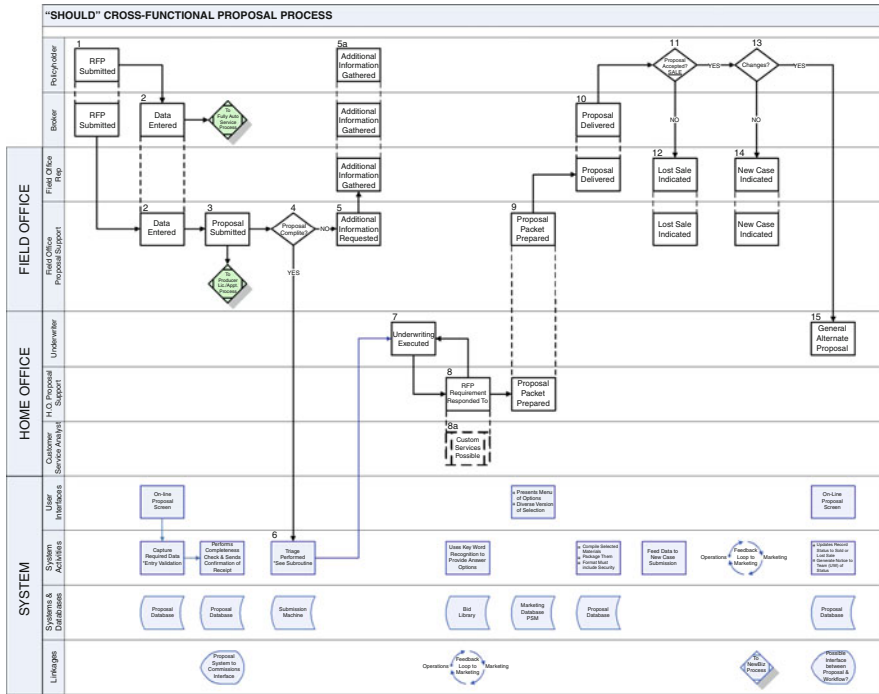 “SHOULD” CROSS-FUNCTIONAL PROPOSAL PROCESS
Policyholder
1
RFP
Submitted
5a
Additional
Information
Gathered
11
Proposal
Accepted?
SALE
YES
13
Changes?
YES
Broker
RFP
Submitted
2
Data
Entered
To
Fully Auto
Service
Process
Additional
Information
Gathered
10
Proposal
Delivered
NO
NO
FIELD OFFICE
Field Office
Rep
Additional
Information
Gathered
Proposal
Delivered
12
Lost Sale
Indicated
14
New Case
Indicated
Field Office
Proposal Support
2
Data
Entered
3
Proposal
Submitted
4
Proposal
Complite?
NO
5
Additional
Information
Requested
9
Proposal
Packet
Prepared
Lost Sale
Indicated
New Case
Indicated
To
Producer
Lic./Appt.
Process
YES
HOME OFFICE
Underwriter
7
Underwriting
Executed
15
General
Alternate
Proposal
H.O. Proposal
Support
8
RFP
Requirement
Responded To
Proposal
Packet
Prepared
Customer
Service Analyst
8a
Custom
Services
Possible
SYSTEM
User
Interfaces
On-line
Proposal
Screen
Presents Menu
of Options
Diverse Version
of Selection
On-Line
Proposal
Screen
System
Activities
Capture
Required Data
*Entry Validation
Performs
Completeness
Check & Sends
Confirmation of
Receipt
6
Triage
Performed
*See Subroutine
Uses Key Word
Recognition to
Provide Answer
Options
Compile Selected
Materials
Package Them
Format Must
Include Security
Feed Data to
New Case
Submission
Operations
Feedback
Loop to
Marketing
Marketing
Updates Record
Status to Sold or
Lost Sale
Generate Notice to
Team (UW) of
Status
Systems &
Databases
Proposal
Database
Proposal
Database
Submission
Machine
Bid
Library
Marketing
Database
PSM
Proposal
Database
Proposal
Database
Linkages
Proposal
System to
Commissions
Interface
Operations
Feedback
Loop to
Marketing
Marketing
To
NewBiz
Process
Possible
Interface
between
Proposal &
Workflow?